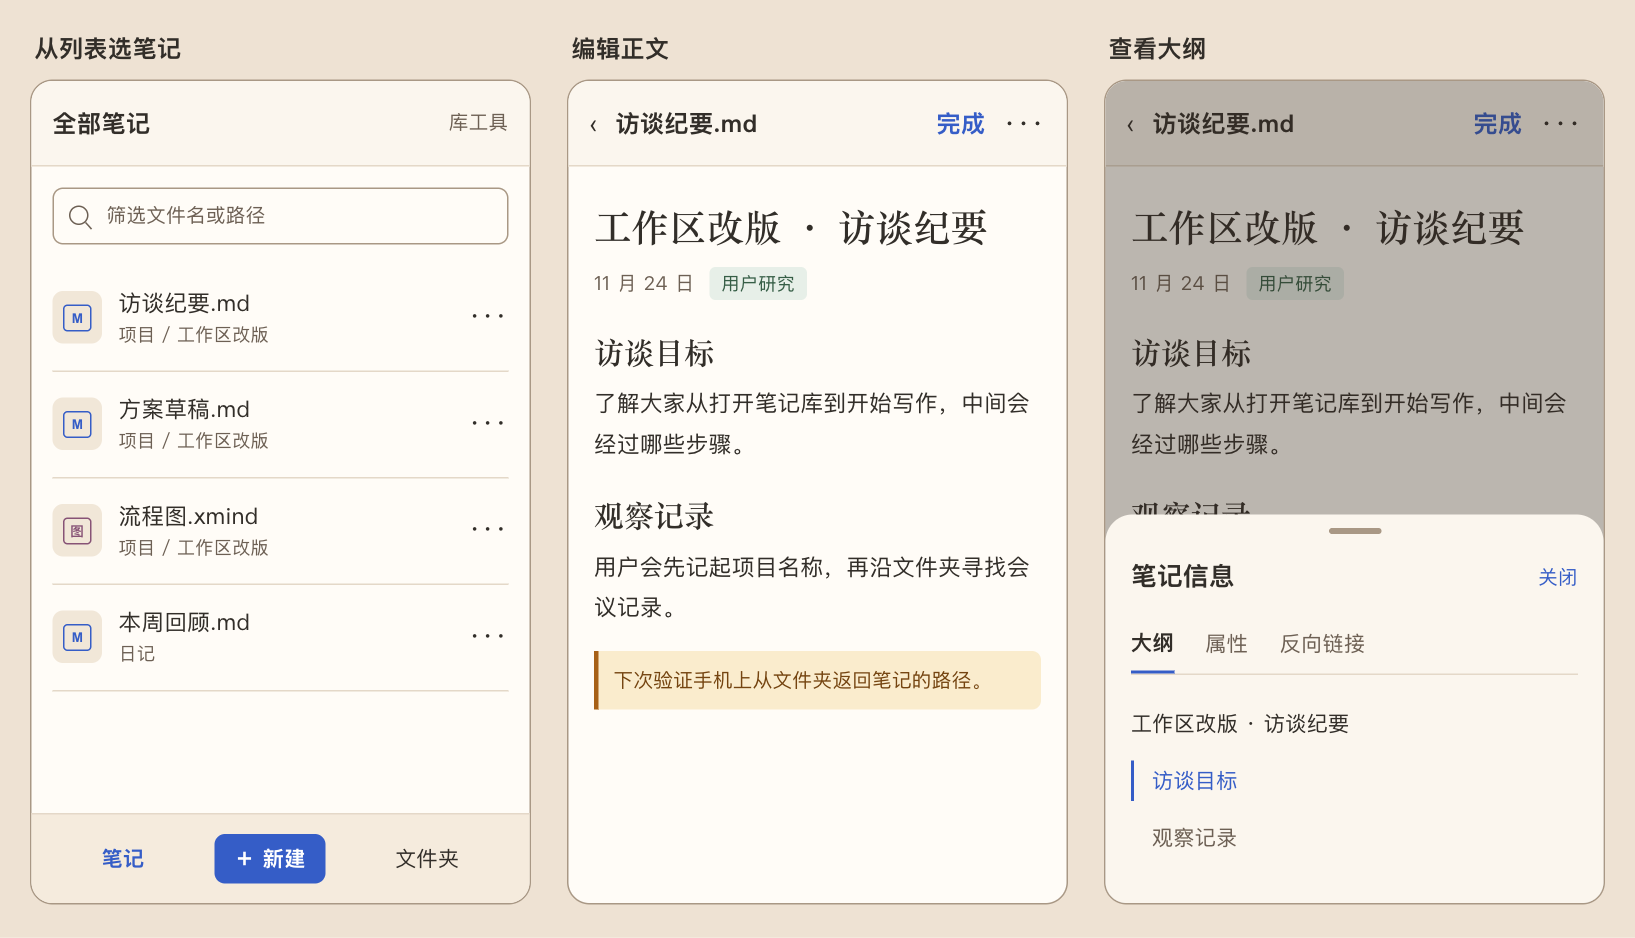 从列表选笔记
全部笔记
库工具
筛选文件名或路径
M
访谈纪要.md
项目 / 工作区改版
M
方案草稿.md
项目 / 工作区改版
图
流程图.xmind
项目 / 工作区改版
M
本周回顾.md
日记
笔记
+ 新建
文件夹
编辑正文
‹ 访谈纪要.md
完成 ···
工作区改版 · 访谈纪要
11 月 24 日 用户研究
访谈目标
了解大家从打开笔记库到开始写作，中间会
经过哪些步骤。
观察记录
用户会先记起项目名称，再沿文件夹寻找会
议记录。
下次验证手机上从文件夹返回笔记的路径。
查看大纲
‹ 访谈纪要.md
完成 ···
工作区改版 · 访谈纪要
11 月 24 日 用户研究
访谈目标
了解大家从打开笔记库到开始写作，中间会
经过哪些步骤。
观察记录
笔记信息
关闭
大纲 属性 反向链接
工作区改版 · 访谈纪要
访谈目标
观察记录